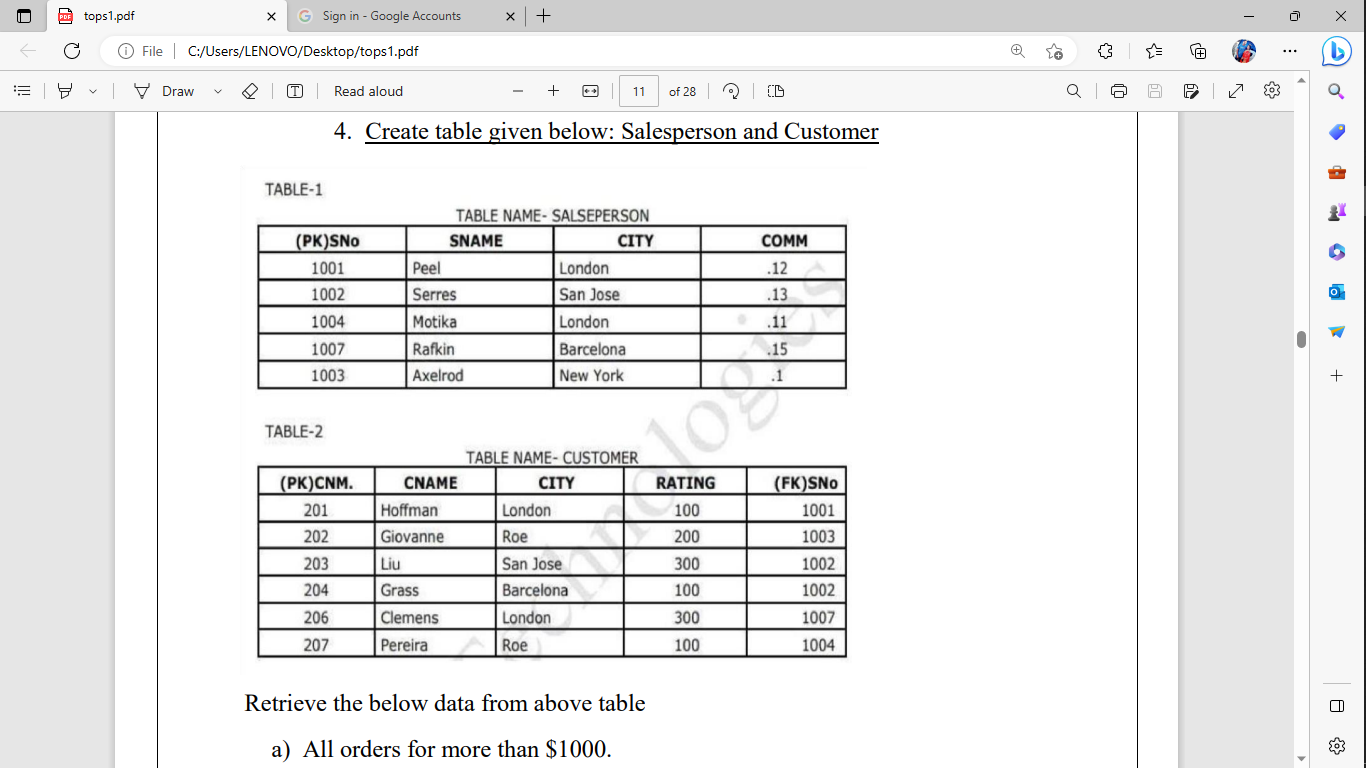 tops1.pdf
Sign in - Google Accounts
File C:/Users/LENOVO/Desktop/tops1.pdf
Draw Read aloud 11 of 28
4. Create table given below: Salesperson and Customer
TABLE-1
TABLE NAME- SALSEPERSON
(PK)SNo SNAME CITY COMM
1001 Peel London .12
1002 Serres San Jose .13
1004 Motika London .11
1007 Rafkin Barcelona .15
1003 Axelrod New York .1
TABLE-2
TABLE NAME- CUSTOMER
(PK)CNM. CNAME CITY RATING (FK)SNo
201 Hoffman London 100 1001
202 Giovanne Roe 200 1003
203 Liu San Jose 300 1002
204 Grass Barcelona 100 1002
206 Clemens London 300 1007
207 Pereira Roe 100 1004
Technologies
Retrieve the below data from above table
a) All orders for more than $1000.